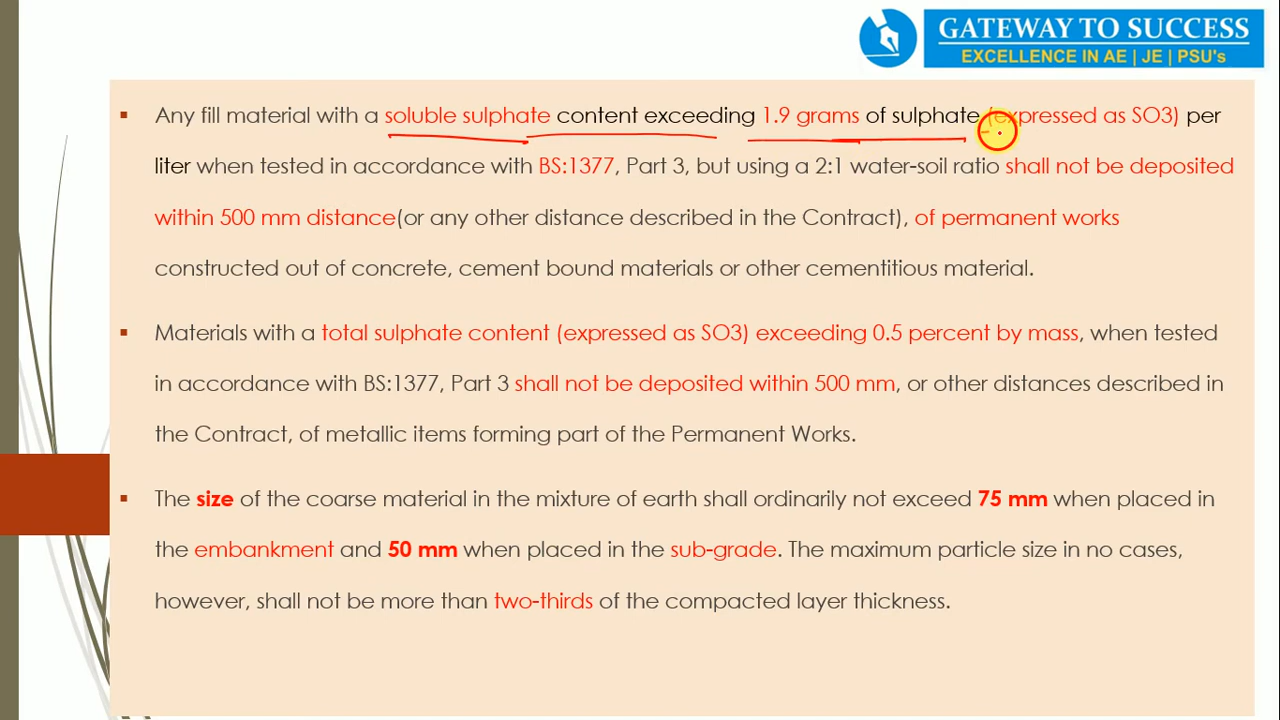 GATEWAY TO SUCCESS
EXCELLENCE IN AE | JE | PSU's
▪ Any fill material with a soluble sulphate content exceeding 1.9 grams of sulphate (expressed as SO3) per
liter when tested in accordance with BS:1377, Part 3, but using a 2:1 water-soil ratio shall not be deposited
within 500 mm distance(or any other distance described in the Contract), of permanent works
constructed out of concrete, cement bound materials or other cementitious material.
▪ Materials with a total sulphate content (expressed as SO3) exceeding 0.5 percent by mass, when tested
in accordance with BS:1377, Part 3 shall not be deposited within 500 mm, or other distances described in
the Contract, of metallic items forming part of the Permanent Works.
▪ The size of the coarse material in the mixture of earth shall ordinarily not exceed 75 mm when placed in
the embankment and 50 mm when placed in the sub-grade. The maximum particle size in no cases,
however, shall not be more than two-thirds of the compacted layer thickness.